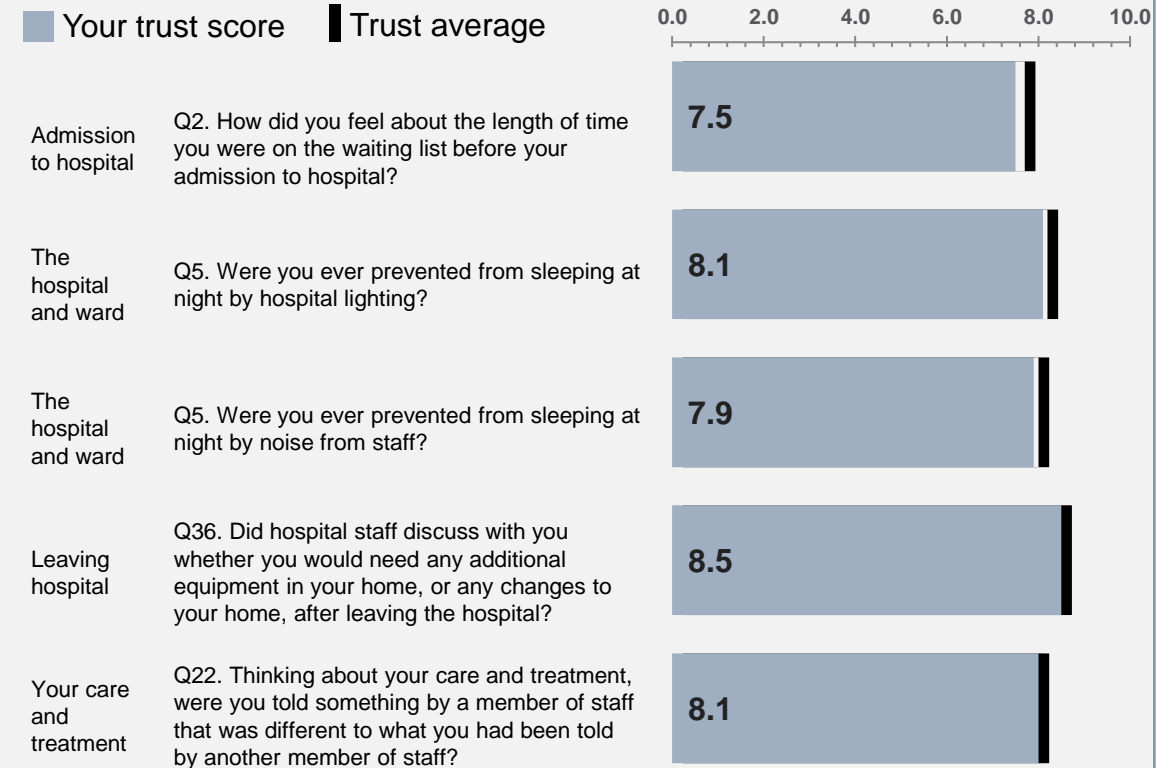 Your trust score
Trust average
0.0 2.0 4.0 6.0 8.0 10.0
Admission
to hospital
Q2. How did you feel about the length of time
you were on the waiting list before your
admission to hospital?
7.5
The
hospital
and ward
Q5. Were you ever prevented from sleeping at
night by hospital lighting?
8.1
The
hospital
and ward
Q5. Were you ever prevented from sleeping at
night by noise from staff?
7.9
Leaving
hospital
Q36. Did hospital staff discuss with you
whether you would need any additional
equipment in your home, or any changes to
your home, after leaving the hospital?
8.5
Your care
and
treatment
Q22. Thinking about your care and treatment,
were you told something by a member of staff
that was different to what you had been told
by another member of staff?
8.1